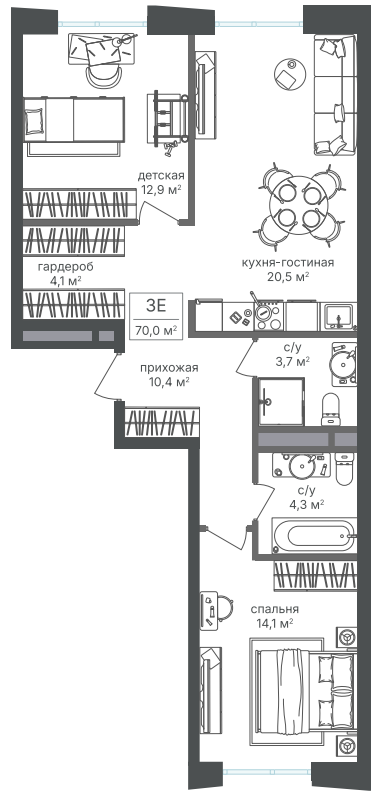 детская
12,9 м²
гардероб
4,1 м²
кухня-гостиная
20,5 м²
3Е
70,0 м²
прихожая
10,4 м²
с/у
3,7 м²
с/у
4,3 м²
спальня
14,1 м²